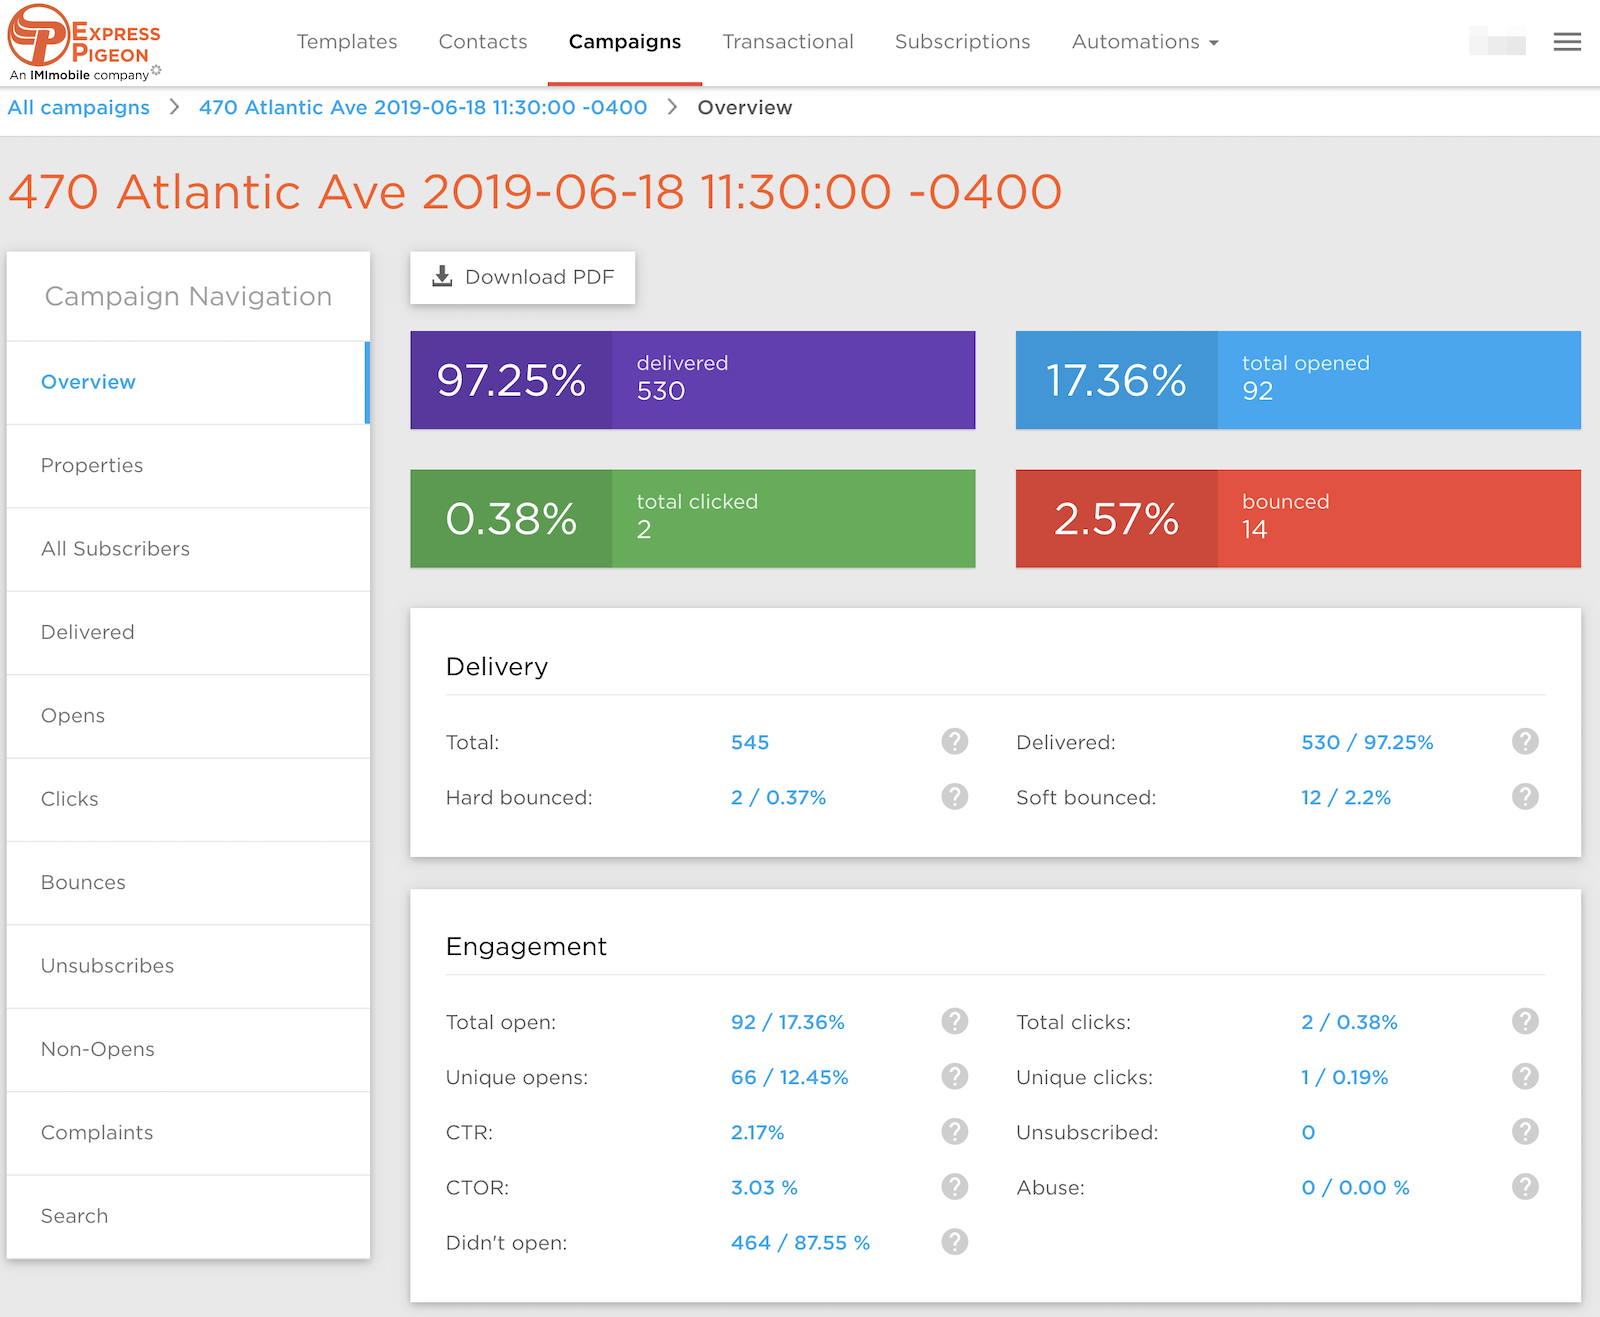 EXPRESS
PIGEON
An IMImobile company
Templates Contacts Campaigns Transactional Subscriptions Automations
All campaigns 470 Atlantic Ave 2019-06-18 11:30:00 -0400 Overview
470 Atlantic Ave 2019-06-18 11:30:00 -0400
Campaign Navigation
Overview
Properties
All Subscribers
Delivered
Opens
Clicks
Bounces
Unsubscribes
Non-Opens
Complaints
Search
Download PDF
97.25% delivered
530
17.36% total opened
92
0.38% total clicked
2
2.57% bounced
14
Delivery
Total: 545 ? Delivered: 530 / 97.25% ?
Hard bounced: 2 / 0.37% ? Soft bounced: 12 / 2.2% ?
Engagement
Total open: 92 / 17.36% ? Total clicks: 2 / 0.38% ?
Unique opens: 66 / 12.45% ? Unique clicks: 1 / 0.19% ?
CTR: 2.17% ? Unsubscribed: 0 ?
CTOR: 3.03 % ? Abuse: 0 / 0.00 % ?
Didn't open: 464 / 87.55 % ?